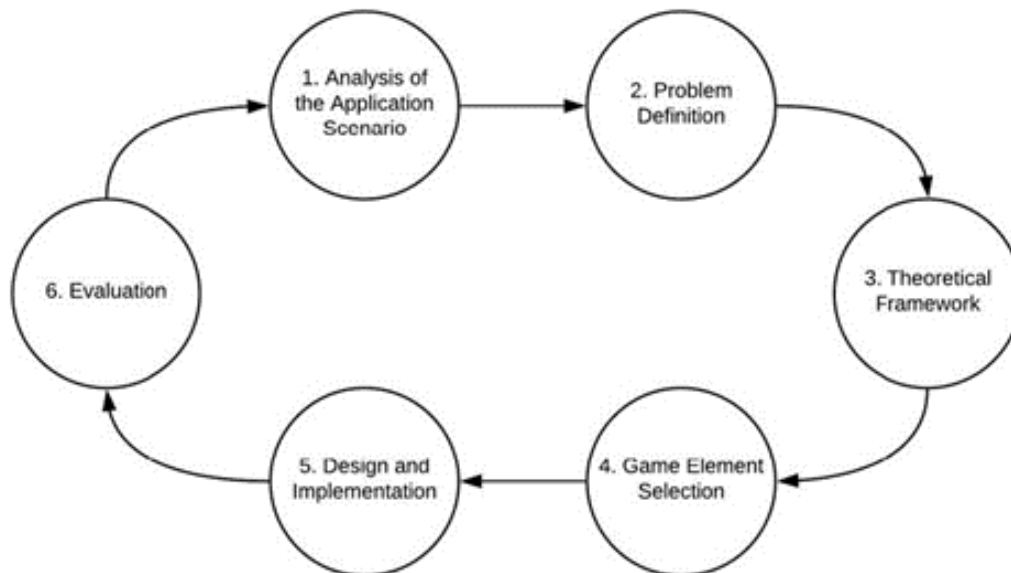 1. Analysis of
the Application
Scenario
2. Problem
Definition
3. Theoretical
Framework
4. Game Element
Selection
5. Design and
Implementation
6. Evaluation